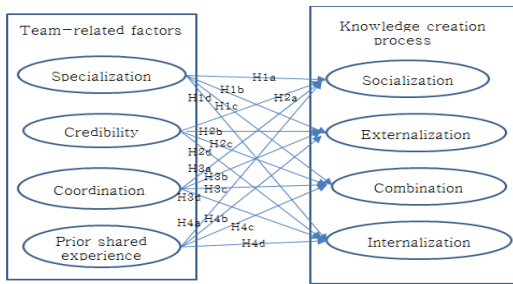 Team-related factors
Specialization
Credibility
Coordination
Prior shared
experience
H1a
H1b
H1d
H1c
H2a
H2b
H2c
H2d
H3a
H3b
H3c
H3d
H4a
H4b
H4c
H4d
Knowledge creation
process
Socialization
Externalization
Combination
Internalization